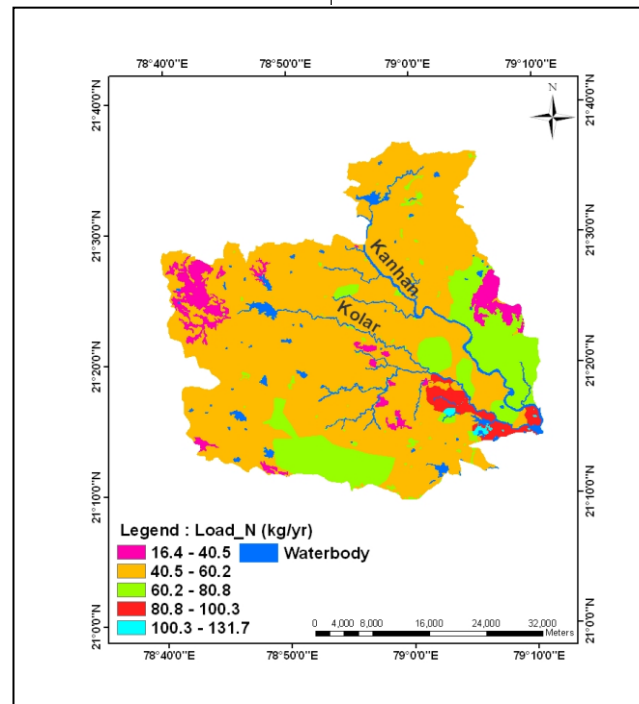 78°40'0"E 78°50'0"E 79°0'0"E 79°10'0"E
N
21°40'0"N 21°40'0"N
21°30'0"N 21°30'0"N
Kanhan
Kolar
21°20'0"N 21°20'0"N
21°10'0"N 21°10'0"N
Legend : Load_N (kg/yr)
16.4 - 40.5 Waterbody
40.5 - 60.2
60.2 - 80.8
80.8 - 100.3
100.3 - 131.7
0 4,000 8,000 16,000 24,000 32,000
Meters
21°0'0"N 21°0'0"N
78°40'0"E 78°50'0"E 79°0'0"E 79°10'0"E